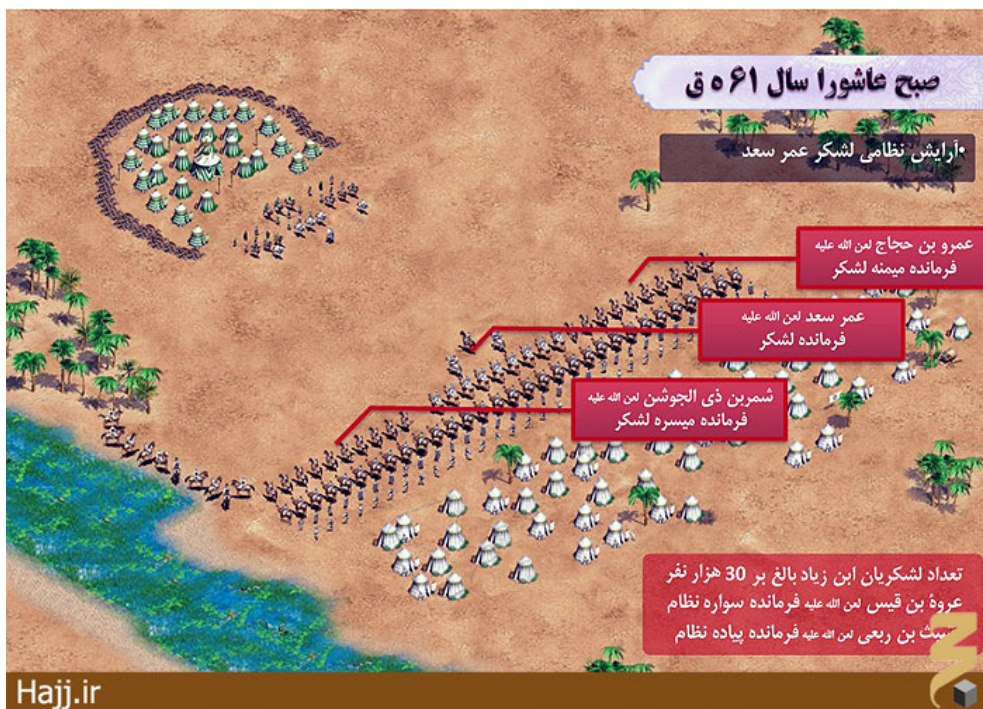 صبح عاشورا سال ۶۱ ه ق
•آرایش نظامی لشکر عمر سعد
عمرو بن حجاج لعن الله علیه
فرمانده میمنه لشکر
عمر سعد لعن الله علیه
فرمانده لشکر
شمربن ذی الجوشن لعن الله علیه
فرمانده میسره لشکر
تعداد لشکریان ابن زیاد بالغ بر 30 هزار نفر
عروهٔ بن قیس لعن الله علیه فرمانده سواره نظام
بن ربعی لعن الله علیه فرمانده پیاده نظام
Hajj.ir